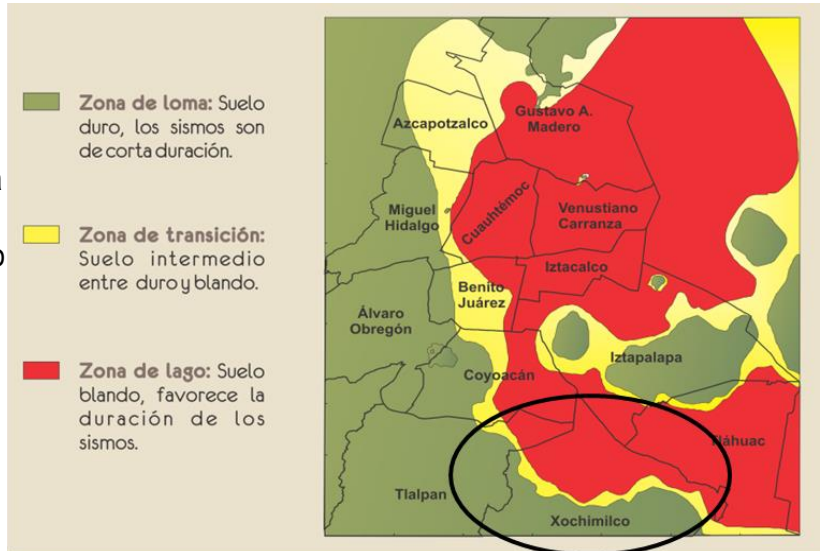 Zona de loma: Suelo
duro, los sismos son
de corta duración.
Zona de transición:
Suelo intermedio
entre duro y blando.
Zona de lago: Suelo
blando, favorece la
duración de los
sismos.
a
o
Azcapotzalco
Gustavo A.
Madero
Miguel
Hidalgo
Cuauhtémoc
Venustiano
Carranza
Iztacalco
Benito
Juárez
Álvaro
Obregón
Iztapalapa
Coyoacán
Tláhuac
Tlalpan
Xochimilco